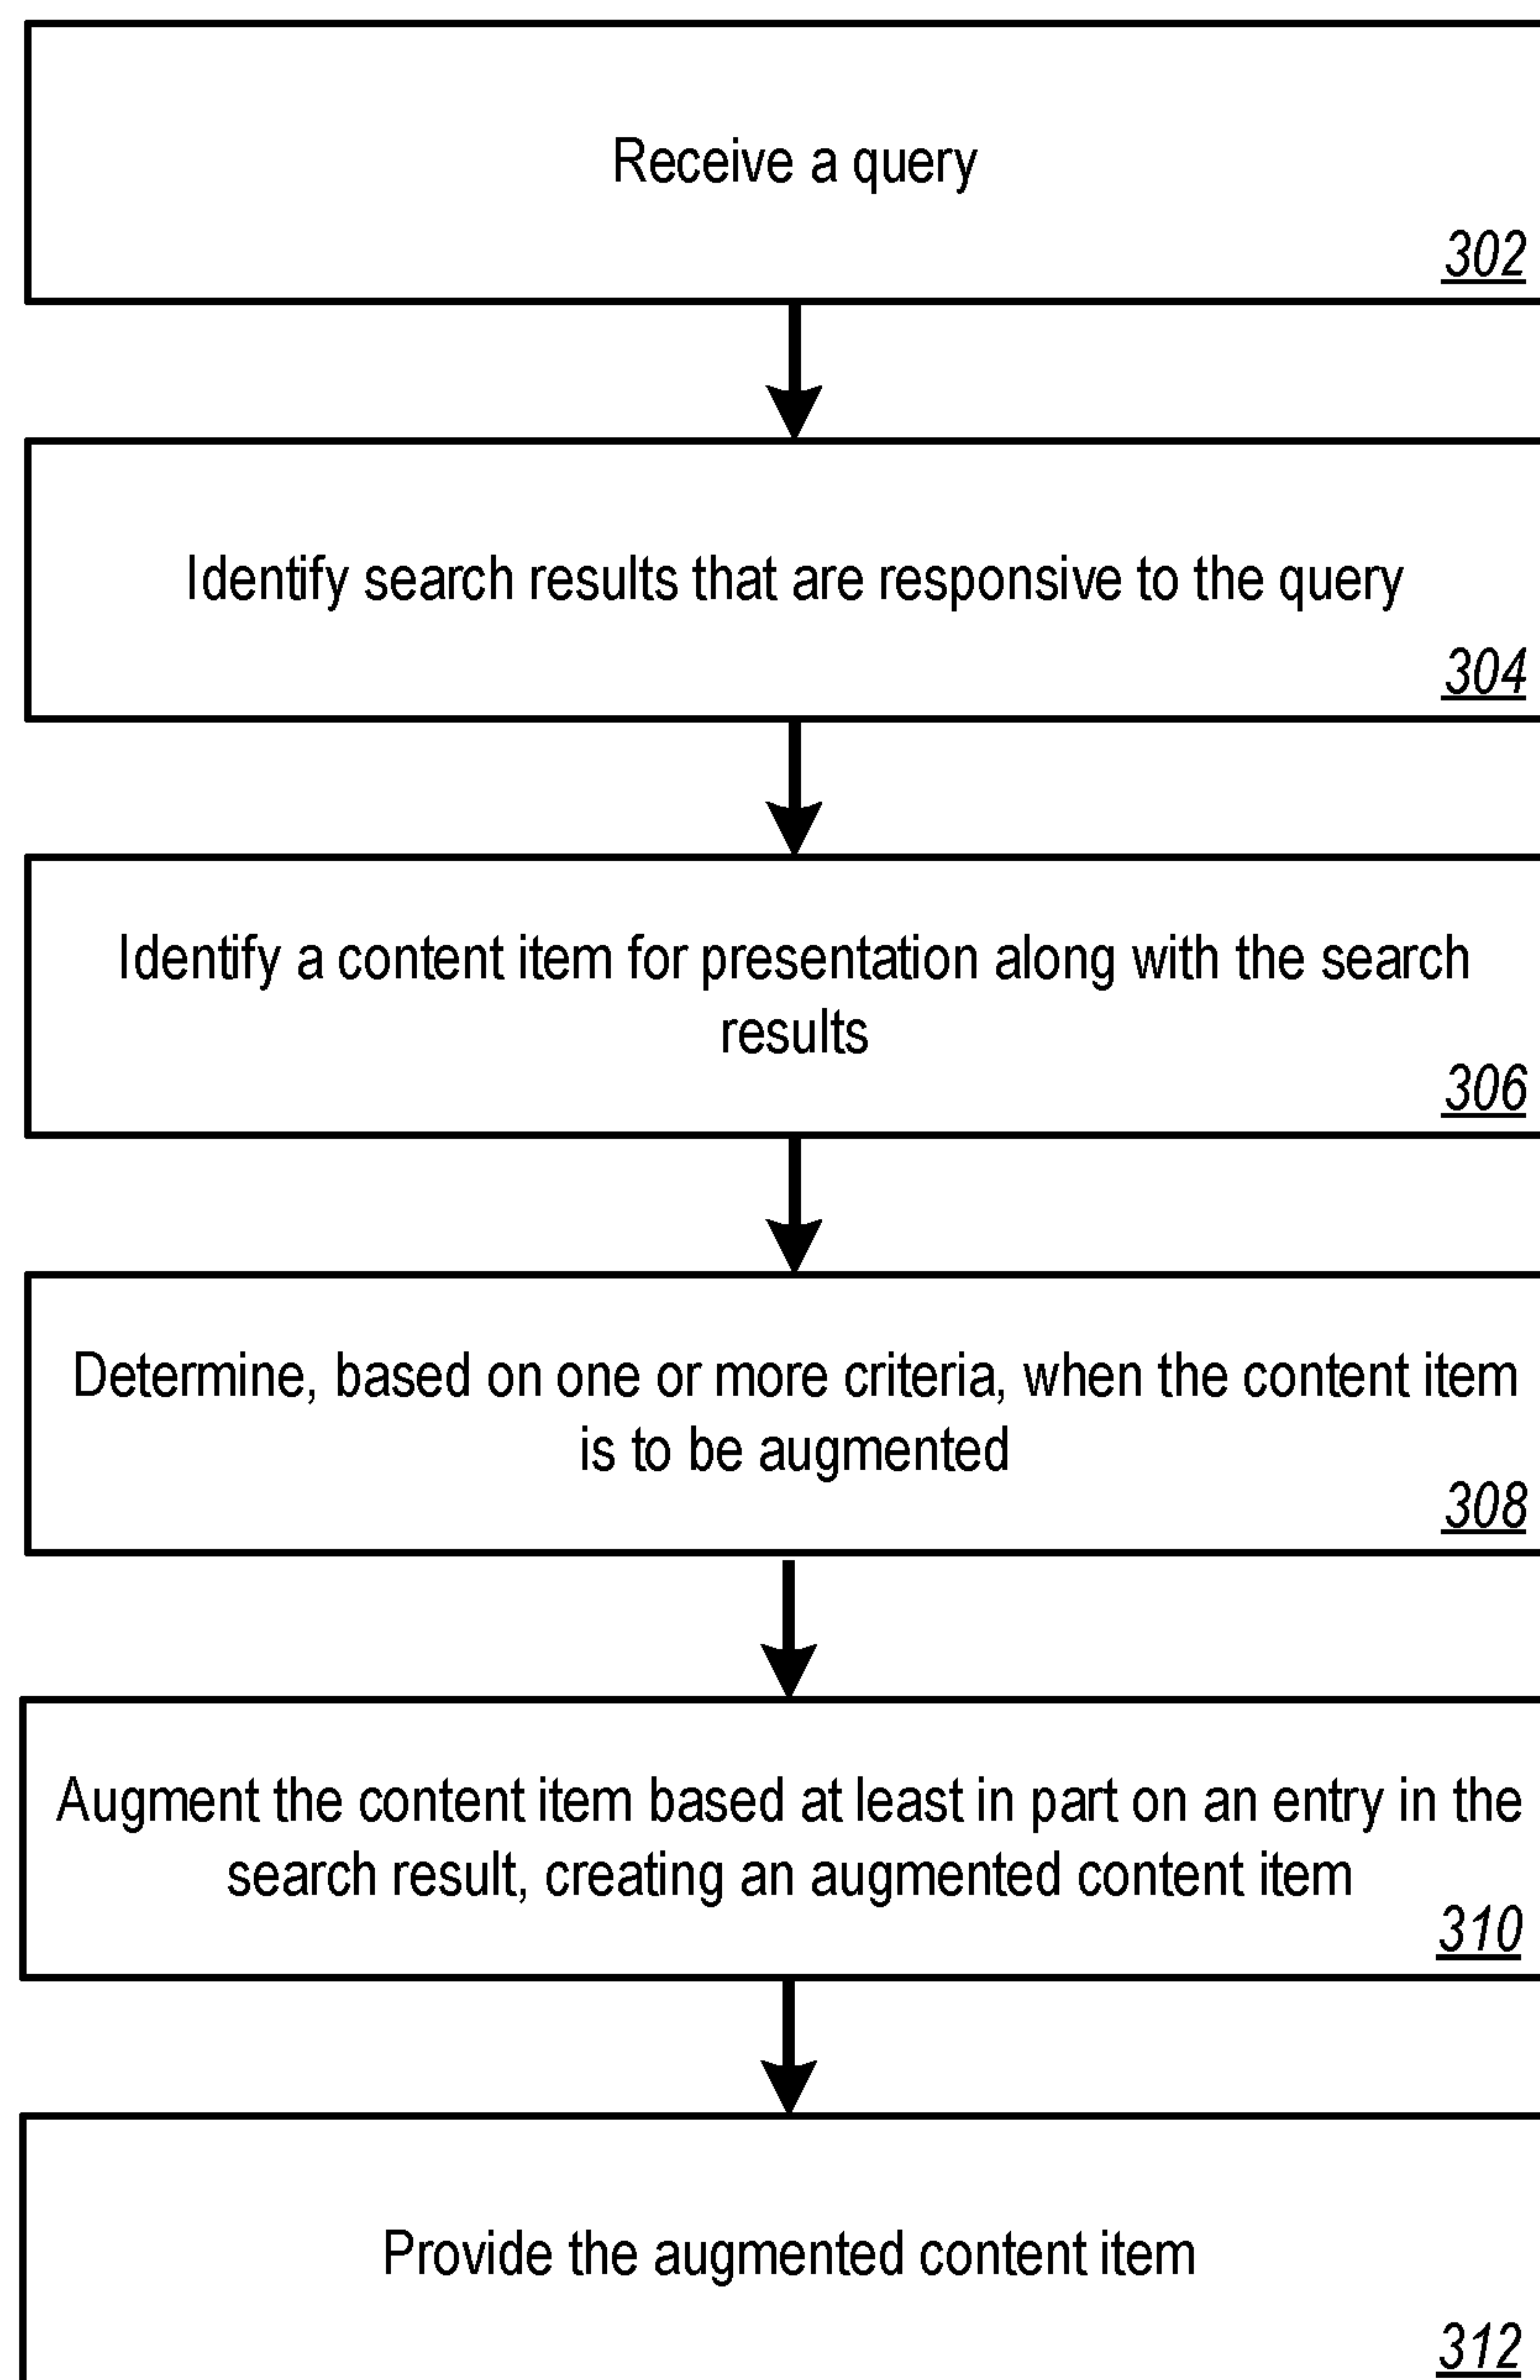 Receive a query
302
Identify search results that are responsive to the query
304
Identify a content item for presentation along with the search
results
306
Determine, based on one or more criteria, when the content item
is to be augmented
308
Augment the content item based at least in part on an entry in the
search result, creating an augmented content item
310
Provide the augmented content item
312